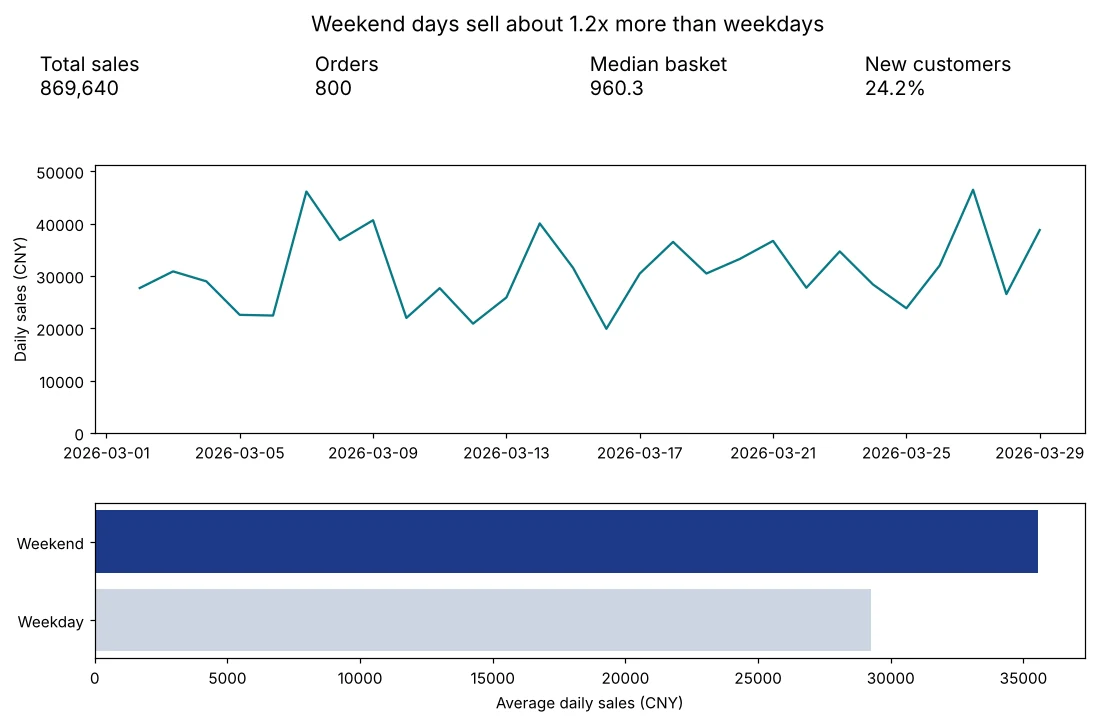 Weekend days sell about 1.2x more than weekdays
Total sales
869,640
Orders
800
Median basket
960.3
New customers
24.2%
Daily sales (CNY)
50000
40000
30000
20000
10000
0
2026-03-01 2026-03-05 2026-03-09 2026-03-13 2026-03-17 2026-03-21 2026-03-25 2026-03-29
Weekend
Weekday
0 5000 10000 15000 20000 25000 30000 35000
Average daily sales (CNY)